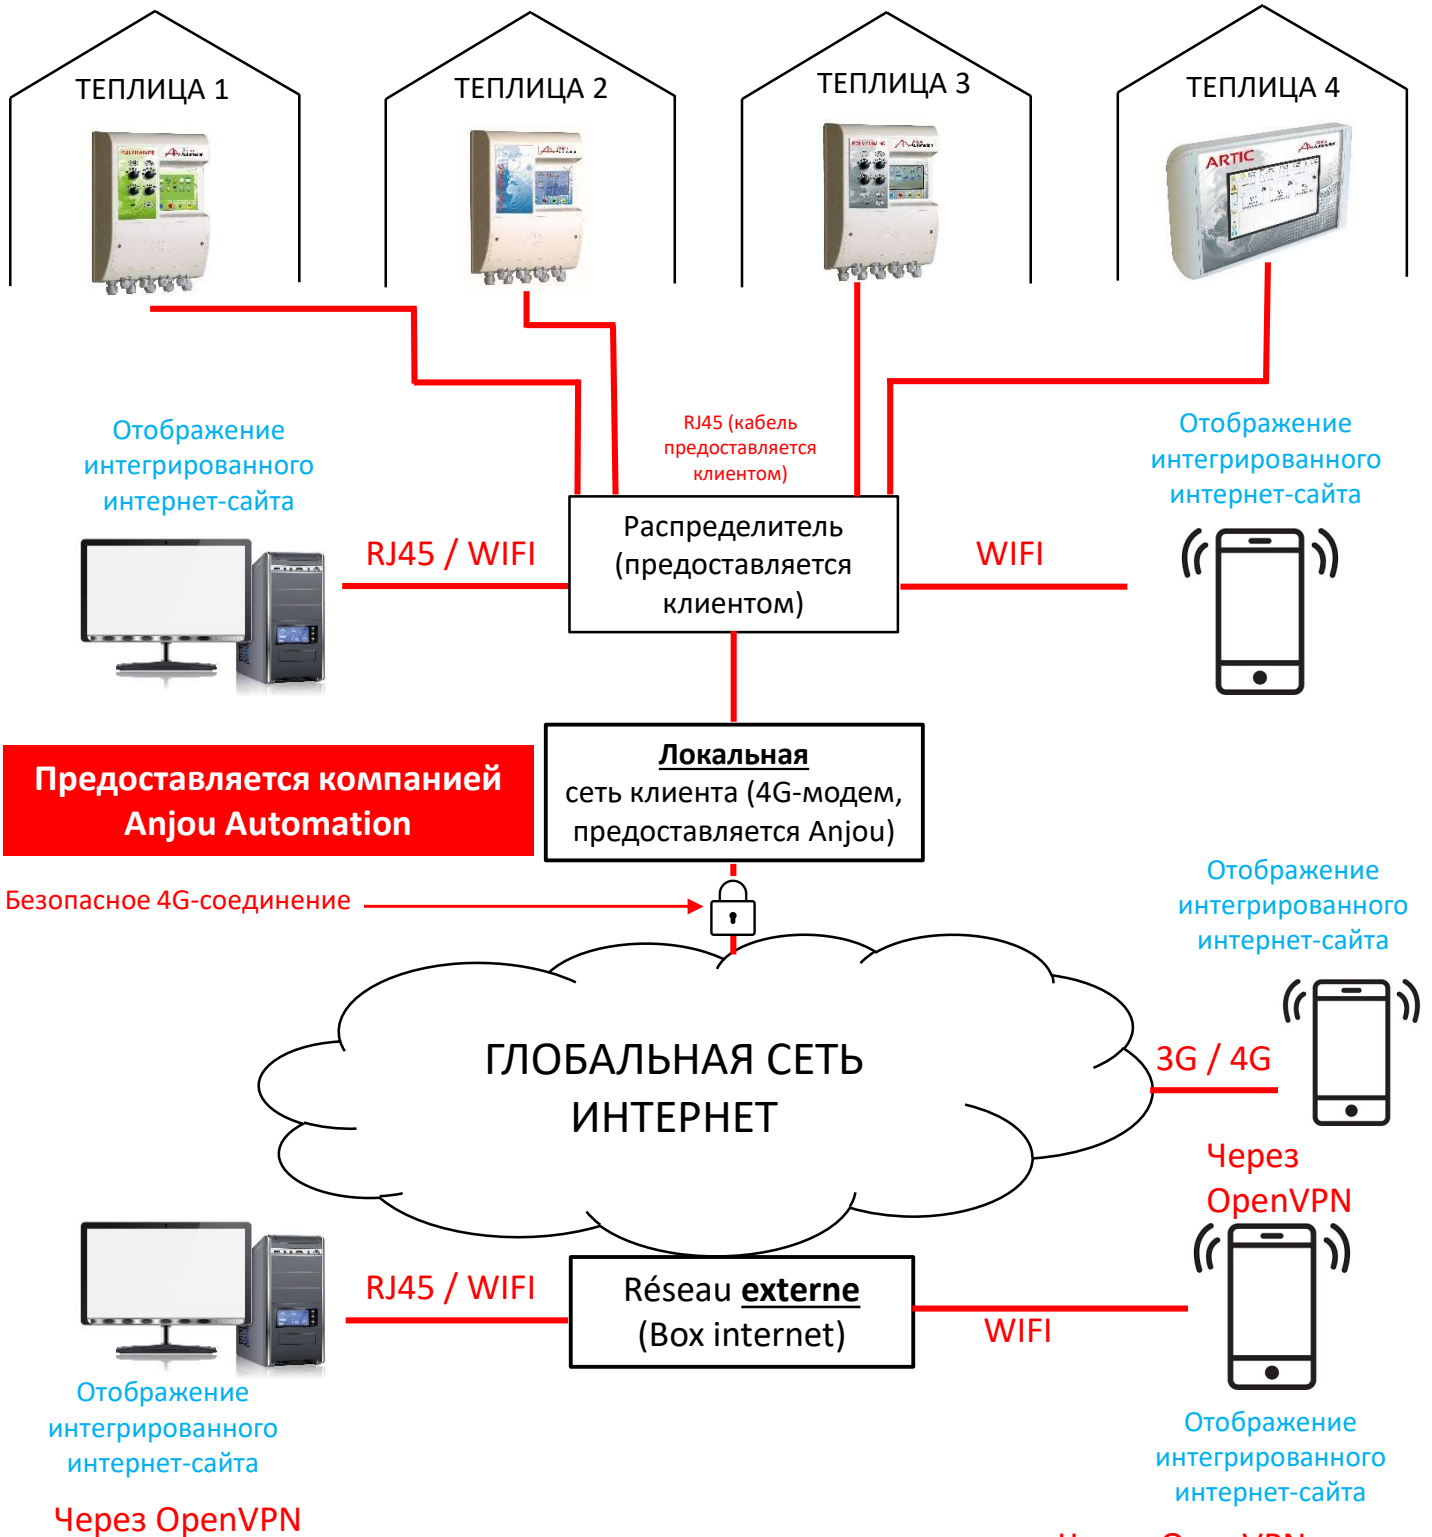 ТЕПЛИЦА 1
ТЕПЛИЦА 2
ТЕПЛИЦА 3
ТЕПЛИЦА 4
ARTIC
RJ45 (кабель
предоставляется
клиентом)
Отображение
интегрированного
интернет-сайта
Отображение
интегрированного
интернет-сайта
RJ45 / WIFI
Распределитель
(предоставляется
клиентом)
WIFI
Предоставляется компанией
Anjou Automation
Локальная
сеть клиента (4G-модем,
предоставляется Anjou)
Безопасное 4G-соединение
Отображение
интегрированного
интернет-сайта
ГЛОБАЛЬНАЯ СЕТЬ
ИНТЕРНЕТ
3G / 4G
Через
OpenVPN
RJ45 / WIFI
Réseau externe
(Box internet)
WIFI
Отображение
интегрированного
интернет-сайта
Через OpenVPN
Отображение
интегрированного
интернет-сайта